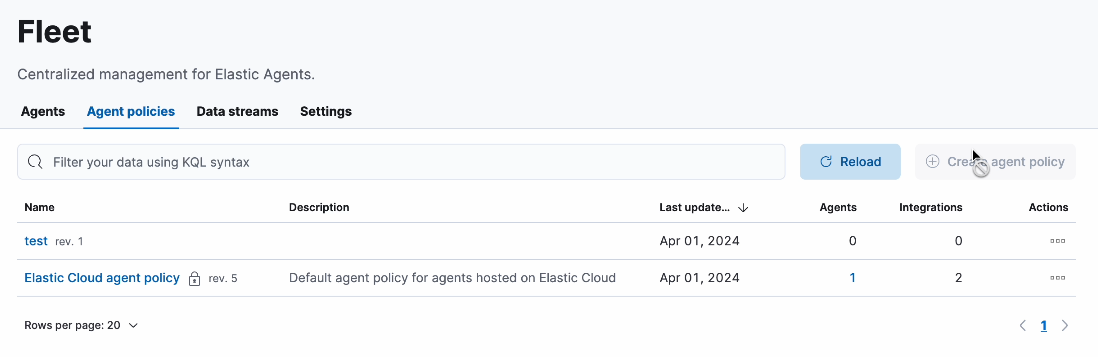 Fleet
Centralized management for Elastic Agents.
Agents Agent policies Data streams Settings
Filter your data using KQL syntax Reload Create agent policy
Name Description Last update... Agents Integrations Actions
test rev. 1 Apr 01, 2024 0 0
Elastic Cloud agent policy rev. 5 Default agent policy for agents hosted on Elastic Cloud Apr 01, 2024 1 2
Rows per page: 20 1